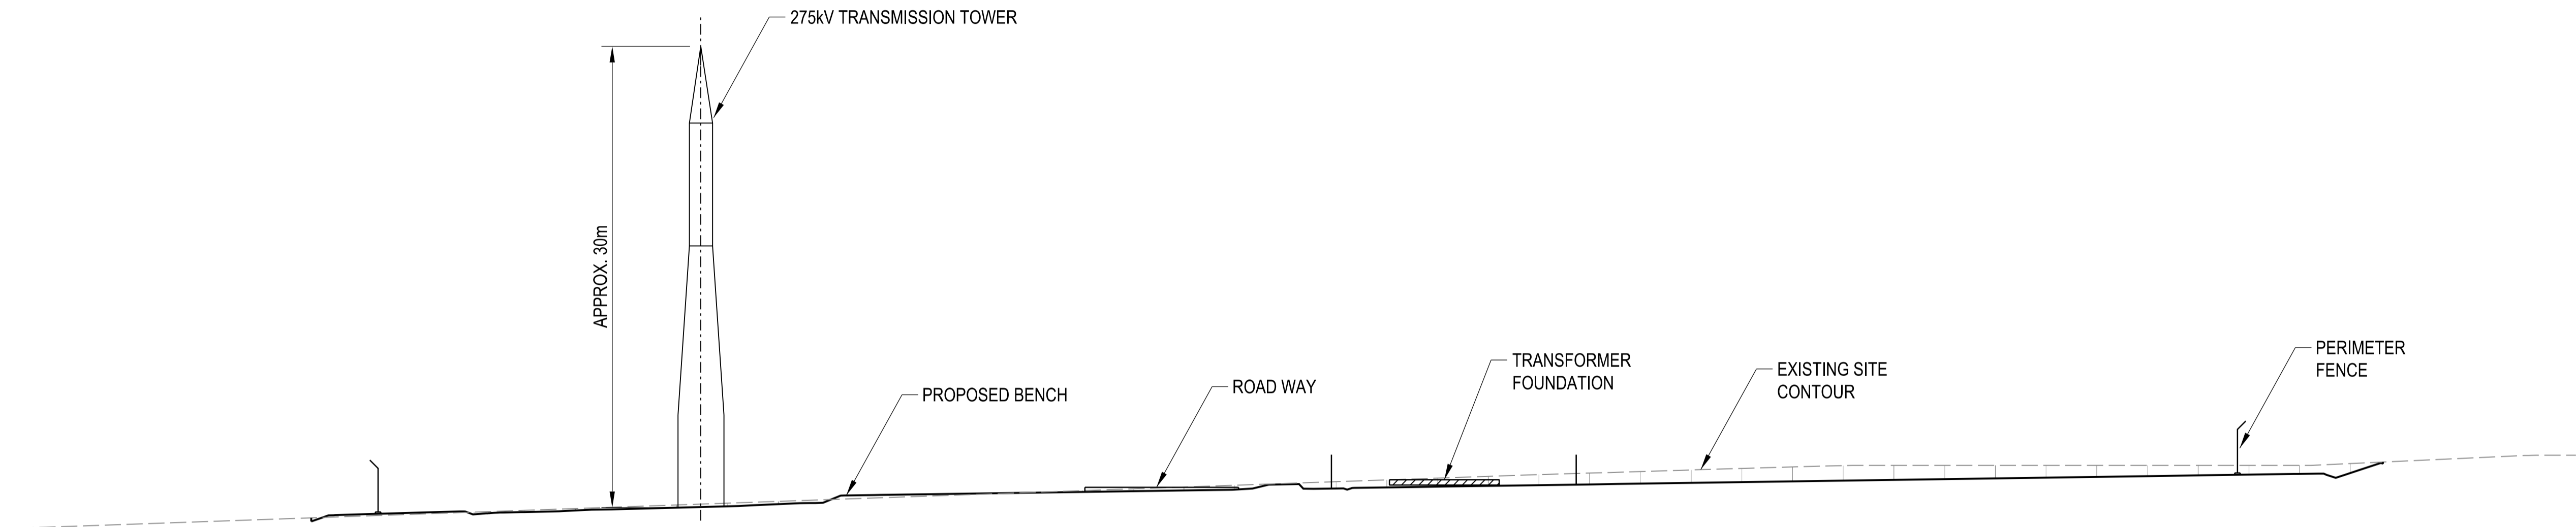 275kV TRANSMISSION TOWER
APPROX. 30m
PROPOSED BENCH
ROAD WAY
TRANSFORMER
FOUNDATION
EXISTING SITE
CONTOUR
PERIMETER
FENCE